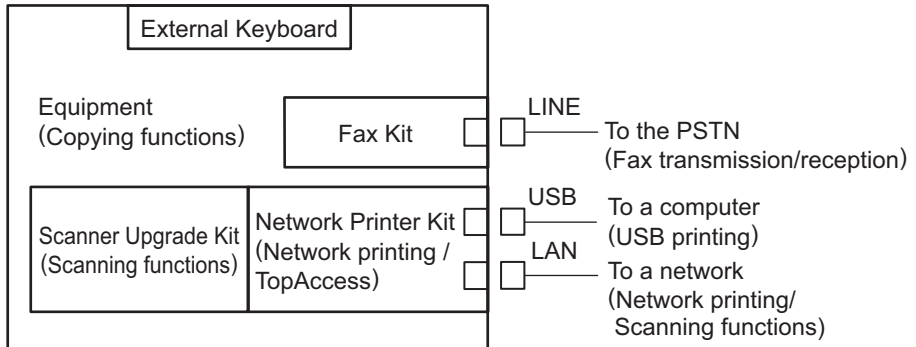 External Keyboard
Equipment
(Copying functions)
Fax Kit
LINE
To the PSTN
(Fax transmission/reception)
Scanner Upgrade Kit
(Scanning functions)
Network Printer Kit
(Network printing /
TopAccess)
USB
To a computer
(USB printing)
LAN
To a network
(Network printing/
Scanning functions)